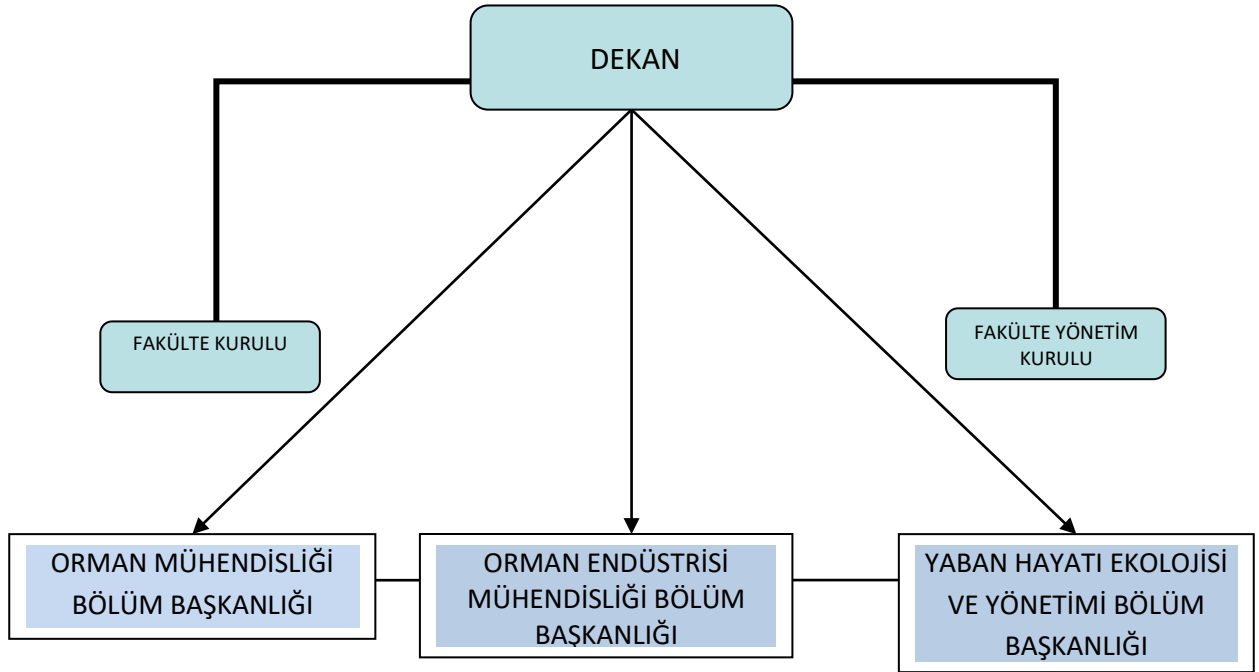 DEKAN
FAKÜLTE KURULU
FAKÜLTE YÖNETİM
KURULU
ORMAN MÜHENDİSLİĞİ
BÖLÜM BAŞKANLIĞI
ORMAN ENDÜSTRİSİ
MÜHENDİSLİĞİ BÖLÜM
BAŞKANLIĞI
YABAN HAYATI EKOLOJİSİ
VE YÖNETİMİ BÖLÜM
BAŞKANLIĞI